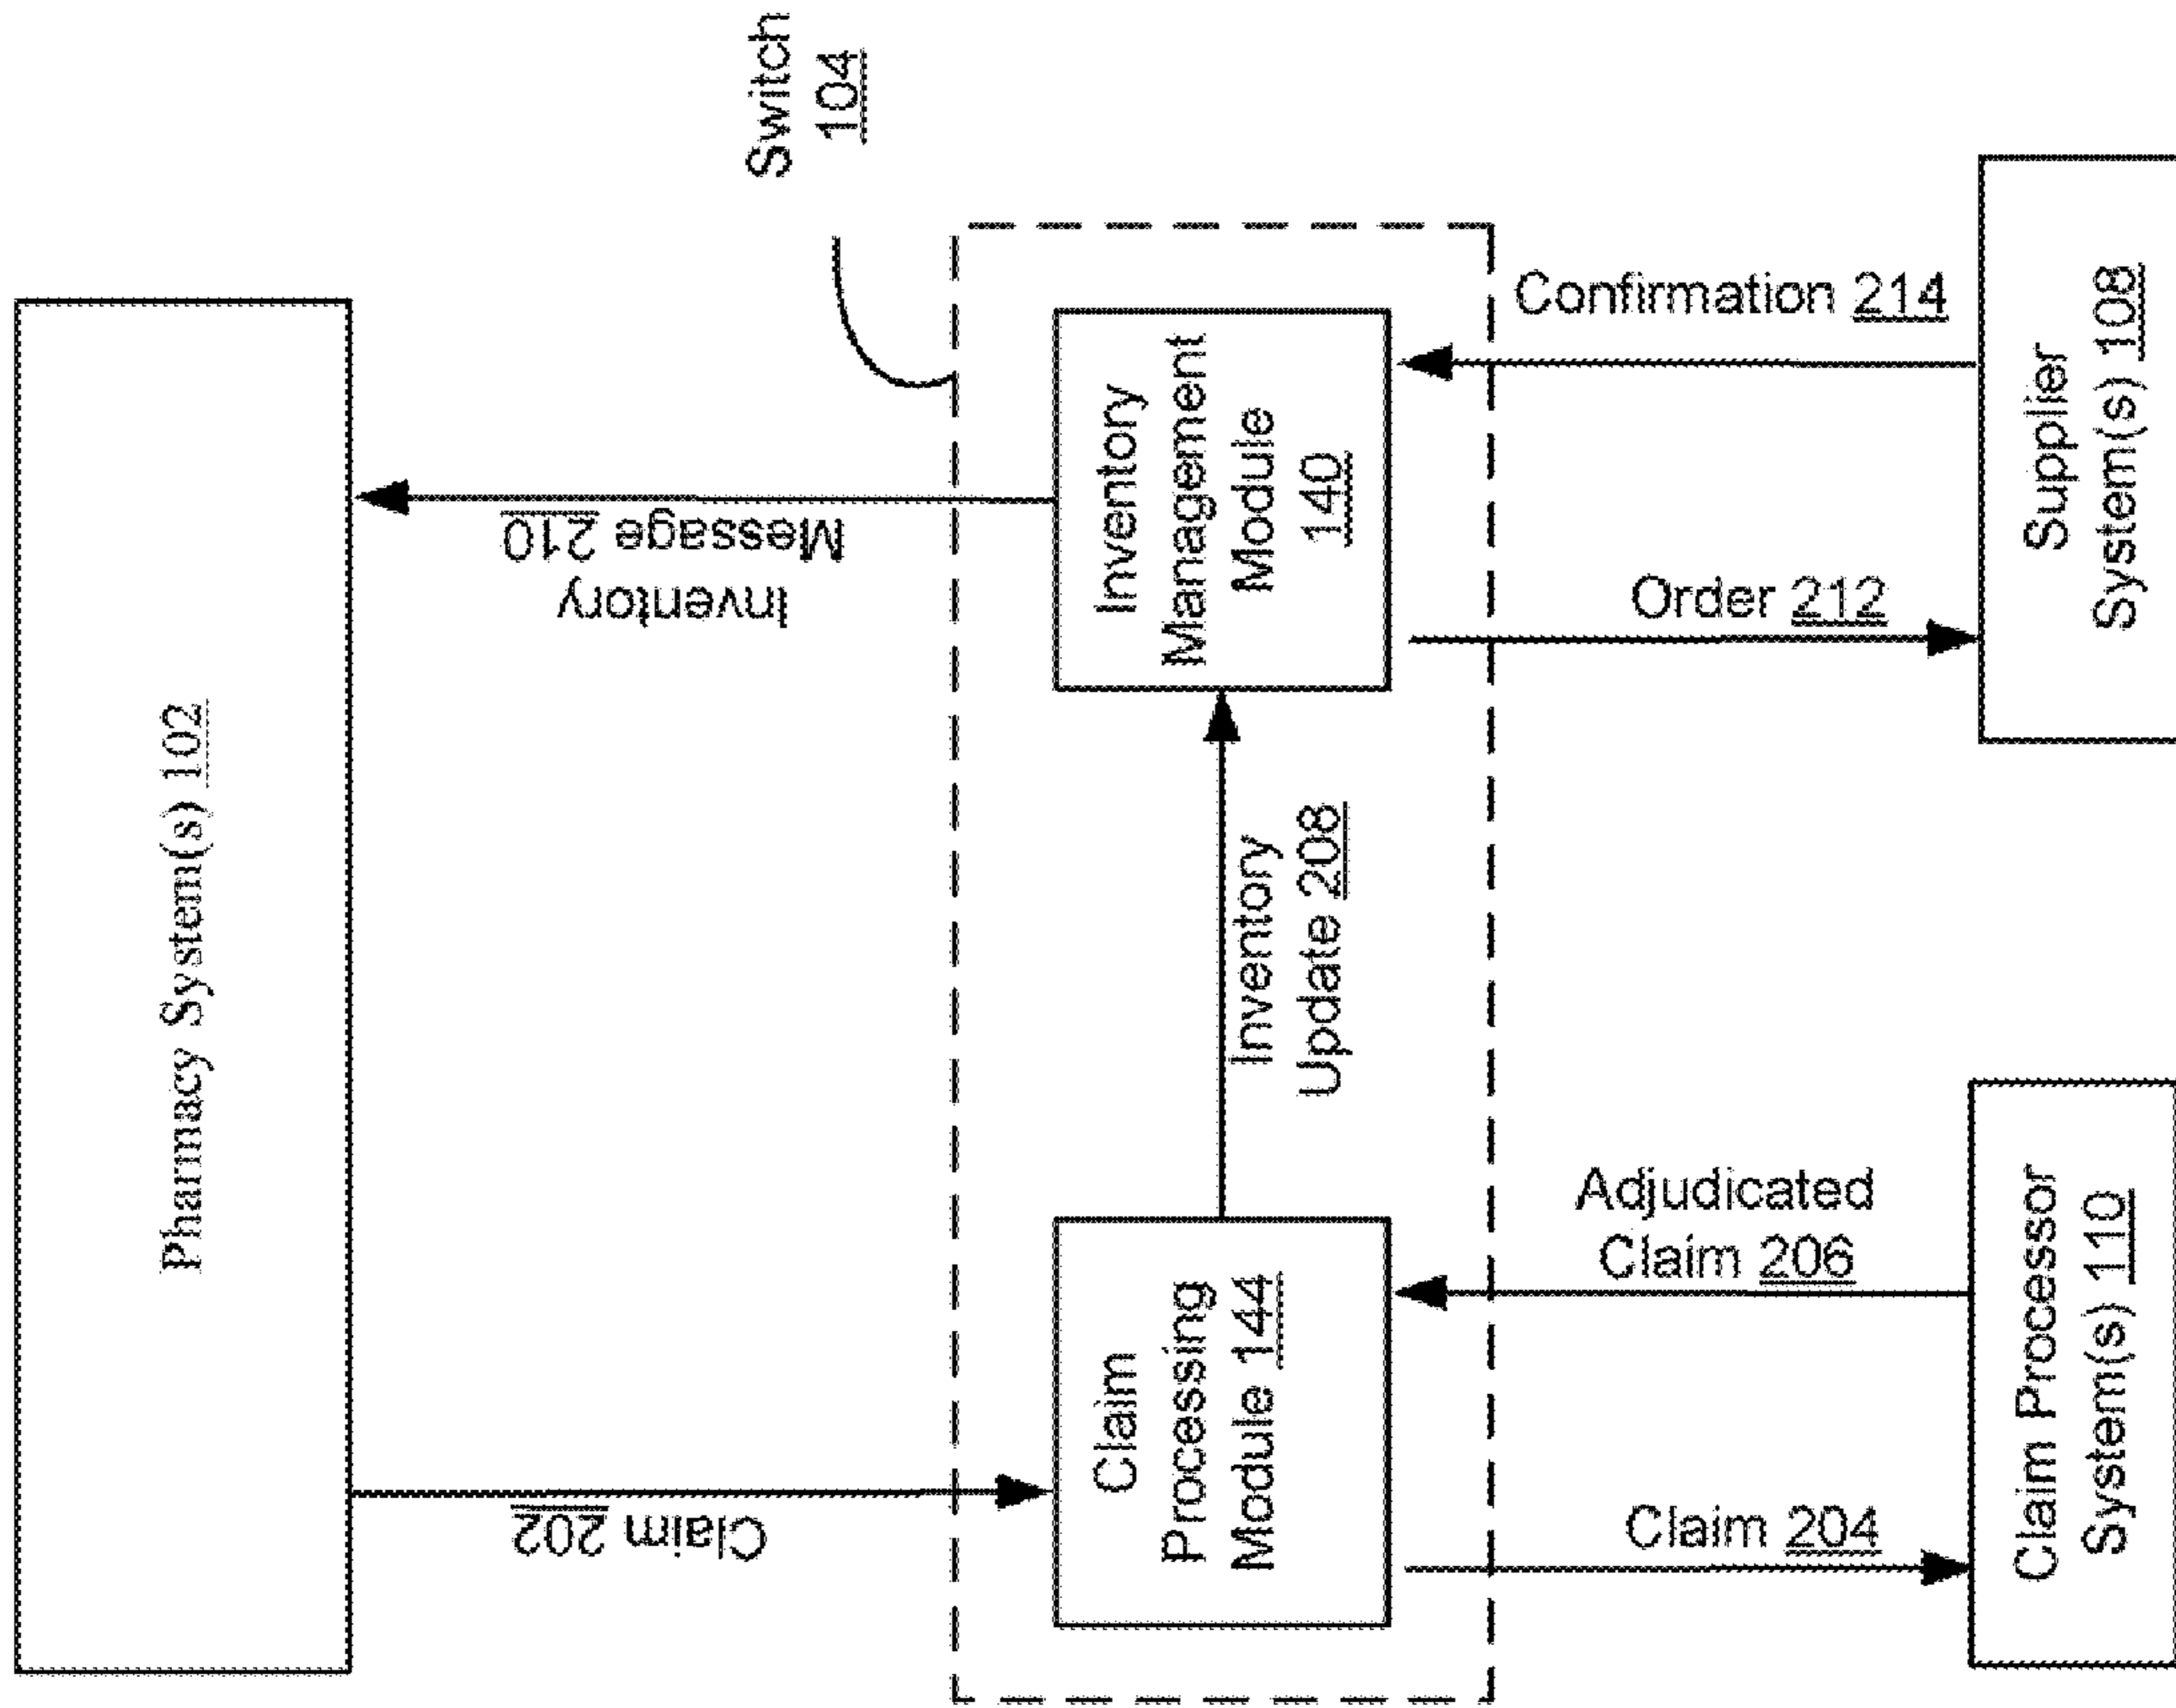 Pharmacy System(s) 102
Claim 202
Inventory
Message 210
Switch
104
Claim
Processing
Module 144
Inventory
Update 208
Inventory
Management
Module
140
Claim 204
Adjudicated
Claim 206
Order 212
Confirmation 214
Claim Processor
System(s) 110
Supplier
System(s) 108